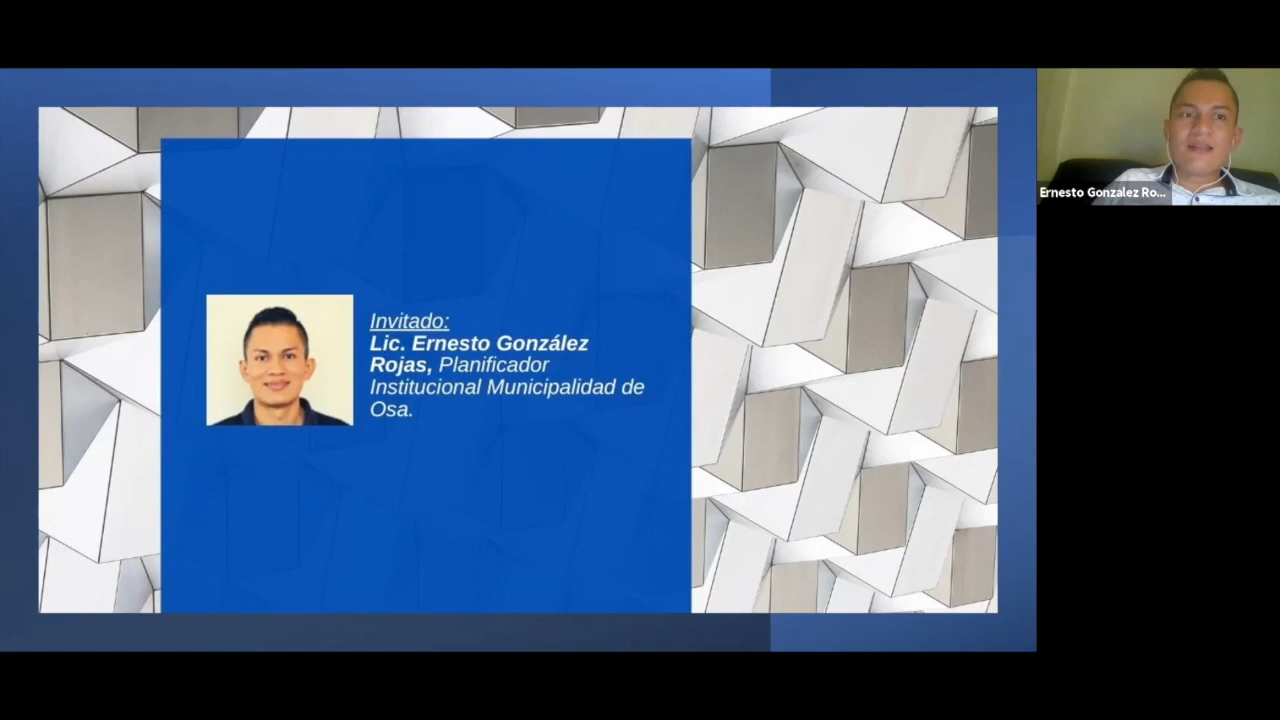 Invitado:
Lic. Ernesto González
Rojas, Planificador
Institucional Municipalidad de
Osa.
Ernesto Gonzalez Ro...